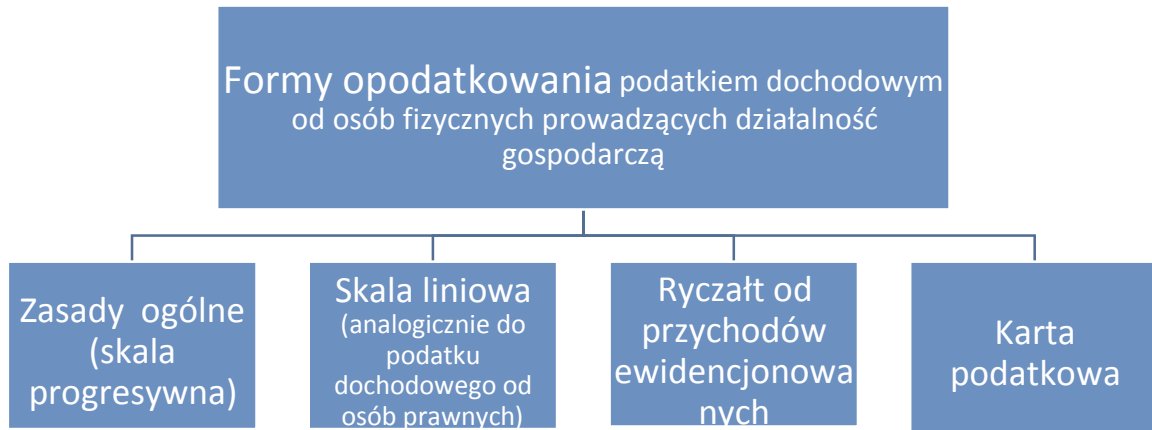 Formy opodatkowania podatkiem dochodowym
od osób fizycznych prowadzących działalność
gospodarczą
Zasady ogólne
(skala
progresywna)
Skala liniowa
(analogicznie do
podatku
dochodowego od
osób prawnych)
Ryczałt od
przychodów
ewidencjonowa
nych
Karta
podatkowa